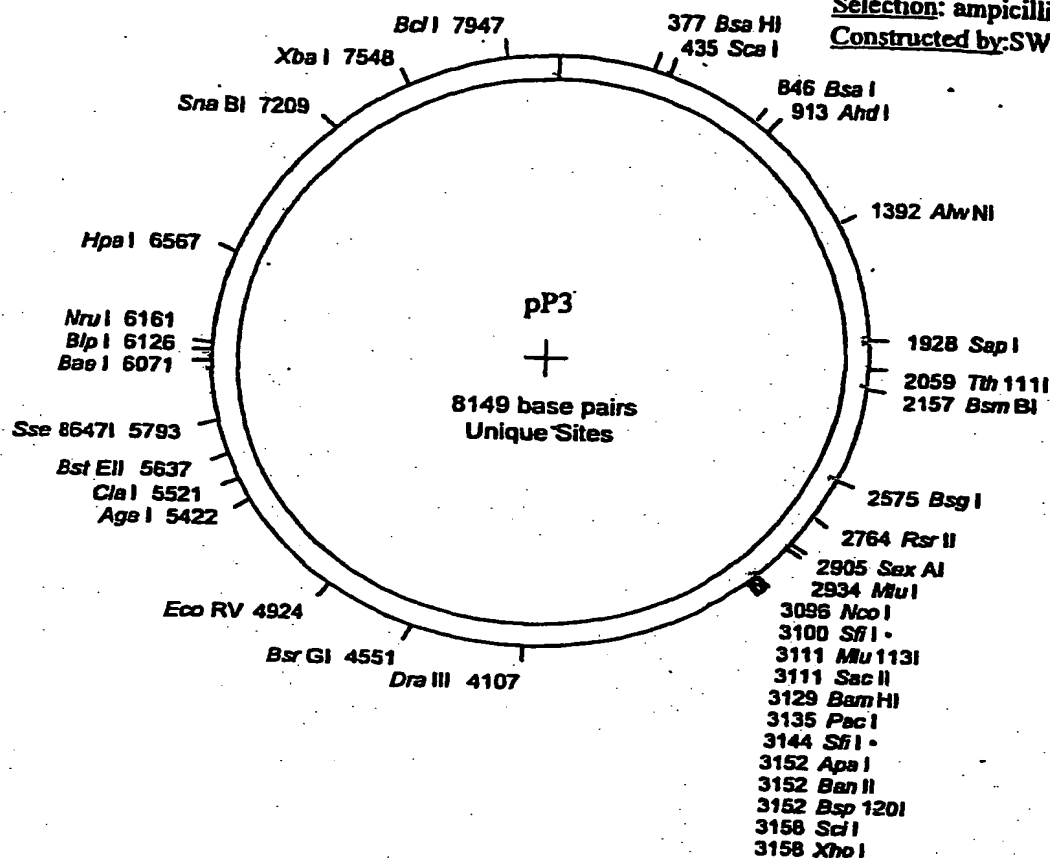 Selection: ampicilli
Constructed by:SW
Bcl I 7947
377 Bsa HI
435 Sca I
Xba I 7548
846 Bsa I
913 Ahd I
Sna BI 7209
1392 Alw NI
Hpa I 6567
pP3
Nru I 6161
Blp I 6126
Bae I 6071
1928 Sap I
2059 Tth 111I
2157 Bsm BI
8149 base pairs
Unique Sites
Sse 8647I 5793
Bst EII 5637
Cla I 5521
Age I 5422
2575 Bsg I
2764 Rsr II
2905 Sex AI
2934 Mlu I
3096 Nco I
3100 Sfi I •
3111 Mlu 113I
3111 Sac II
3129 Bam HI
3135 Pac I
3144 Sfi I •
3152 Apa I
3152 Ban II
3152 Bsp 120I
3158 Sci I
3158 Xho I
Eco RV 4924
Bsr GI 4551
Dra III 4107